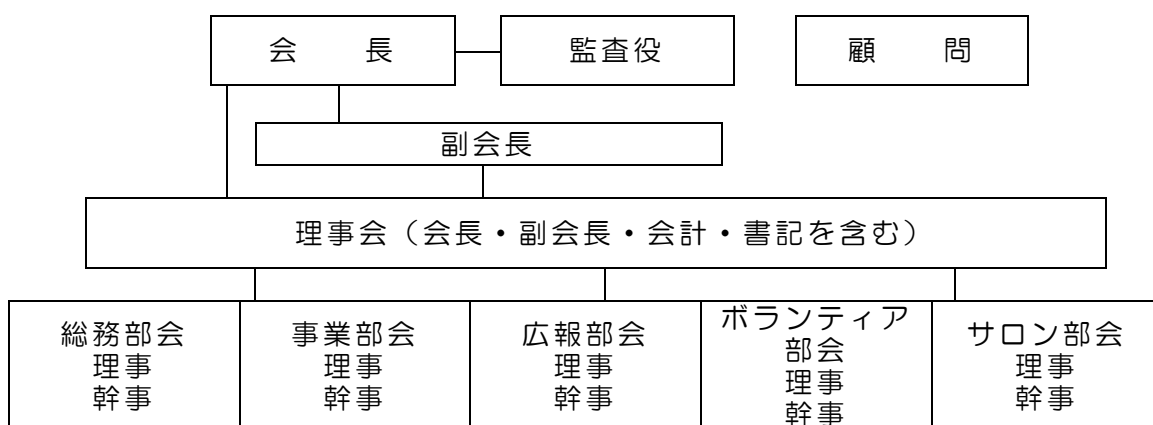 会　　長
監査役
顧　　問
副会長
理事会（会長・副会長・会計・書記を含む）
総務部会
理事
幹事
事業部会
理事
幹事
広報部会
理事
幹事
ボランティア
部会
理事
幹事
サロン部会
理事
幹事